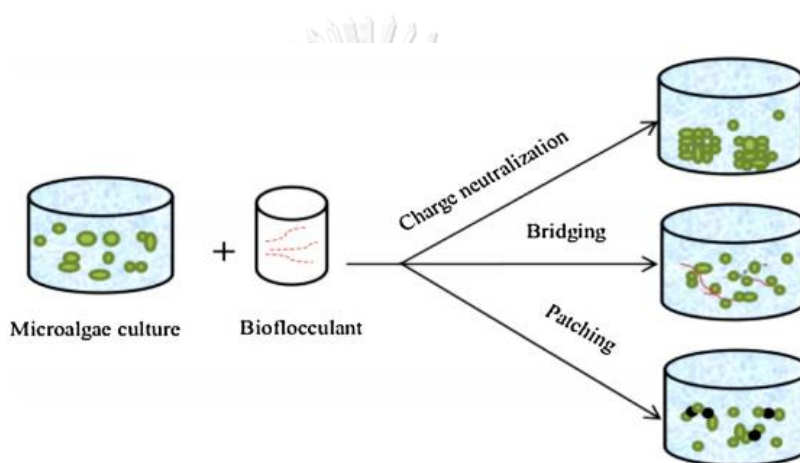 Charge neutralization
Bridging
Patching
+
Microalgae culture
Bioflocculant